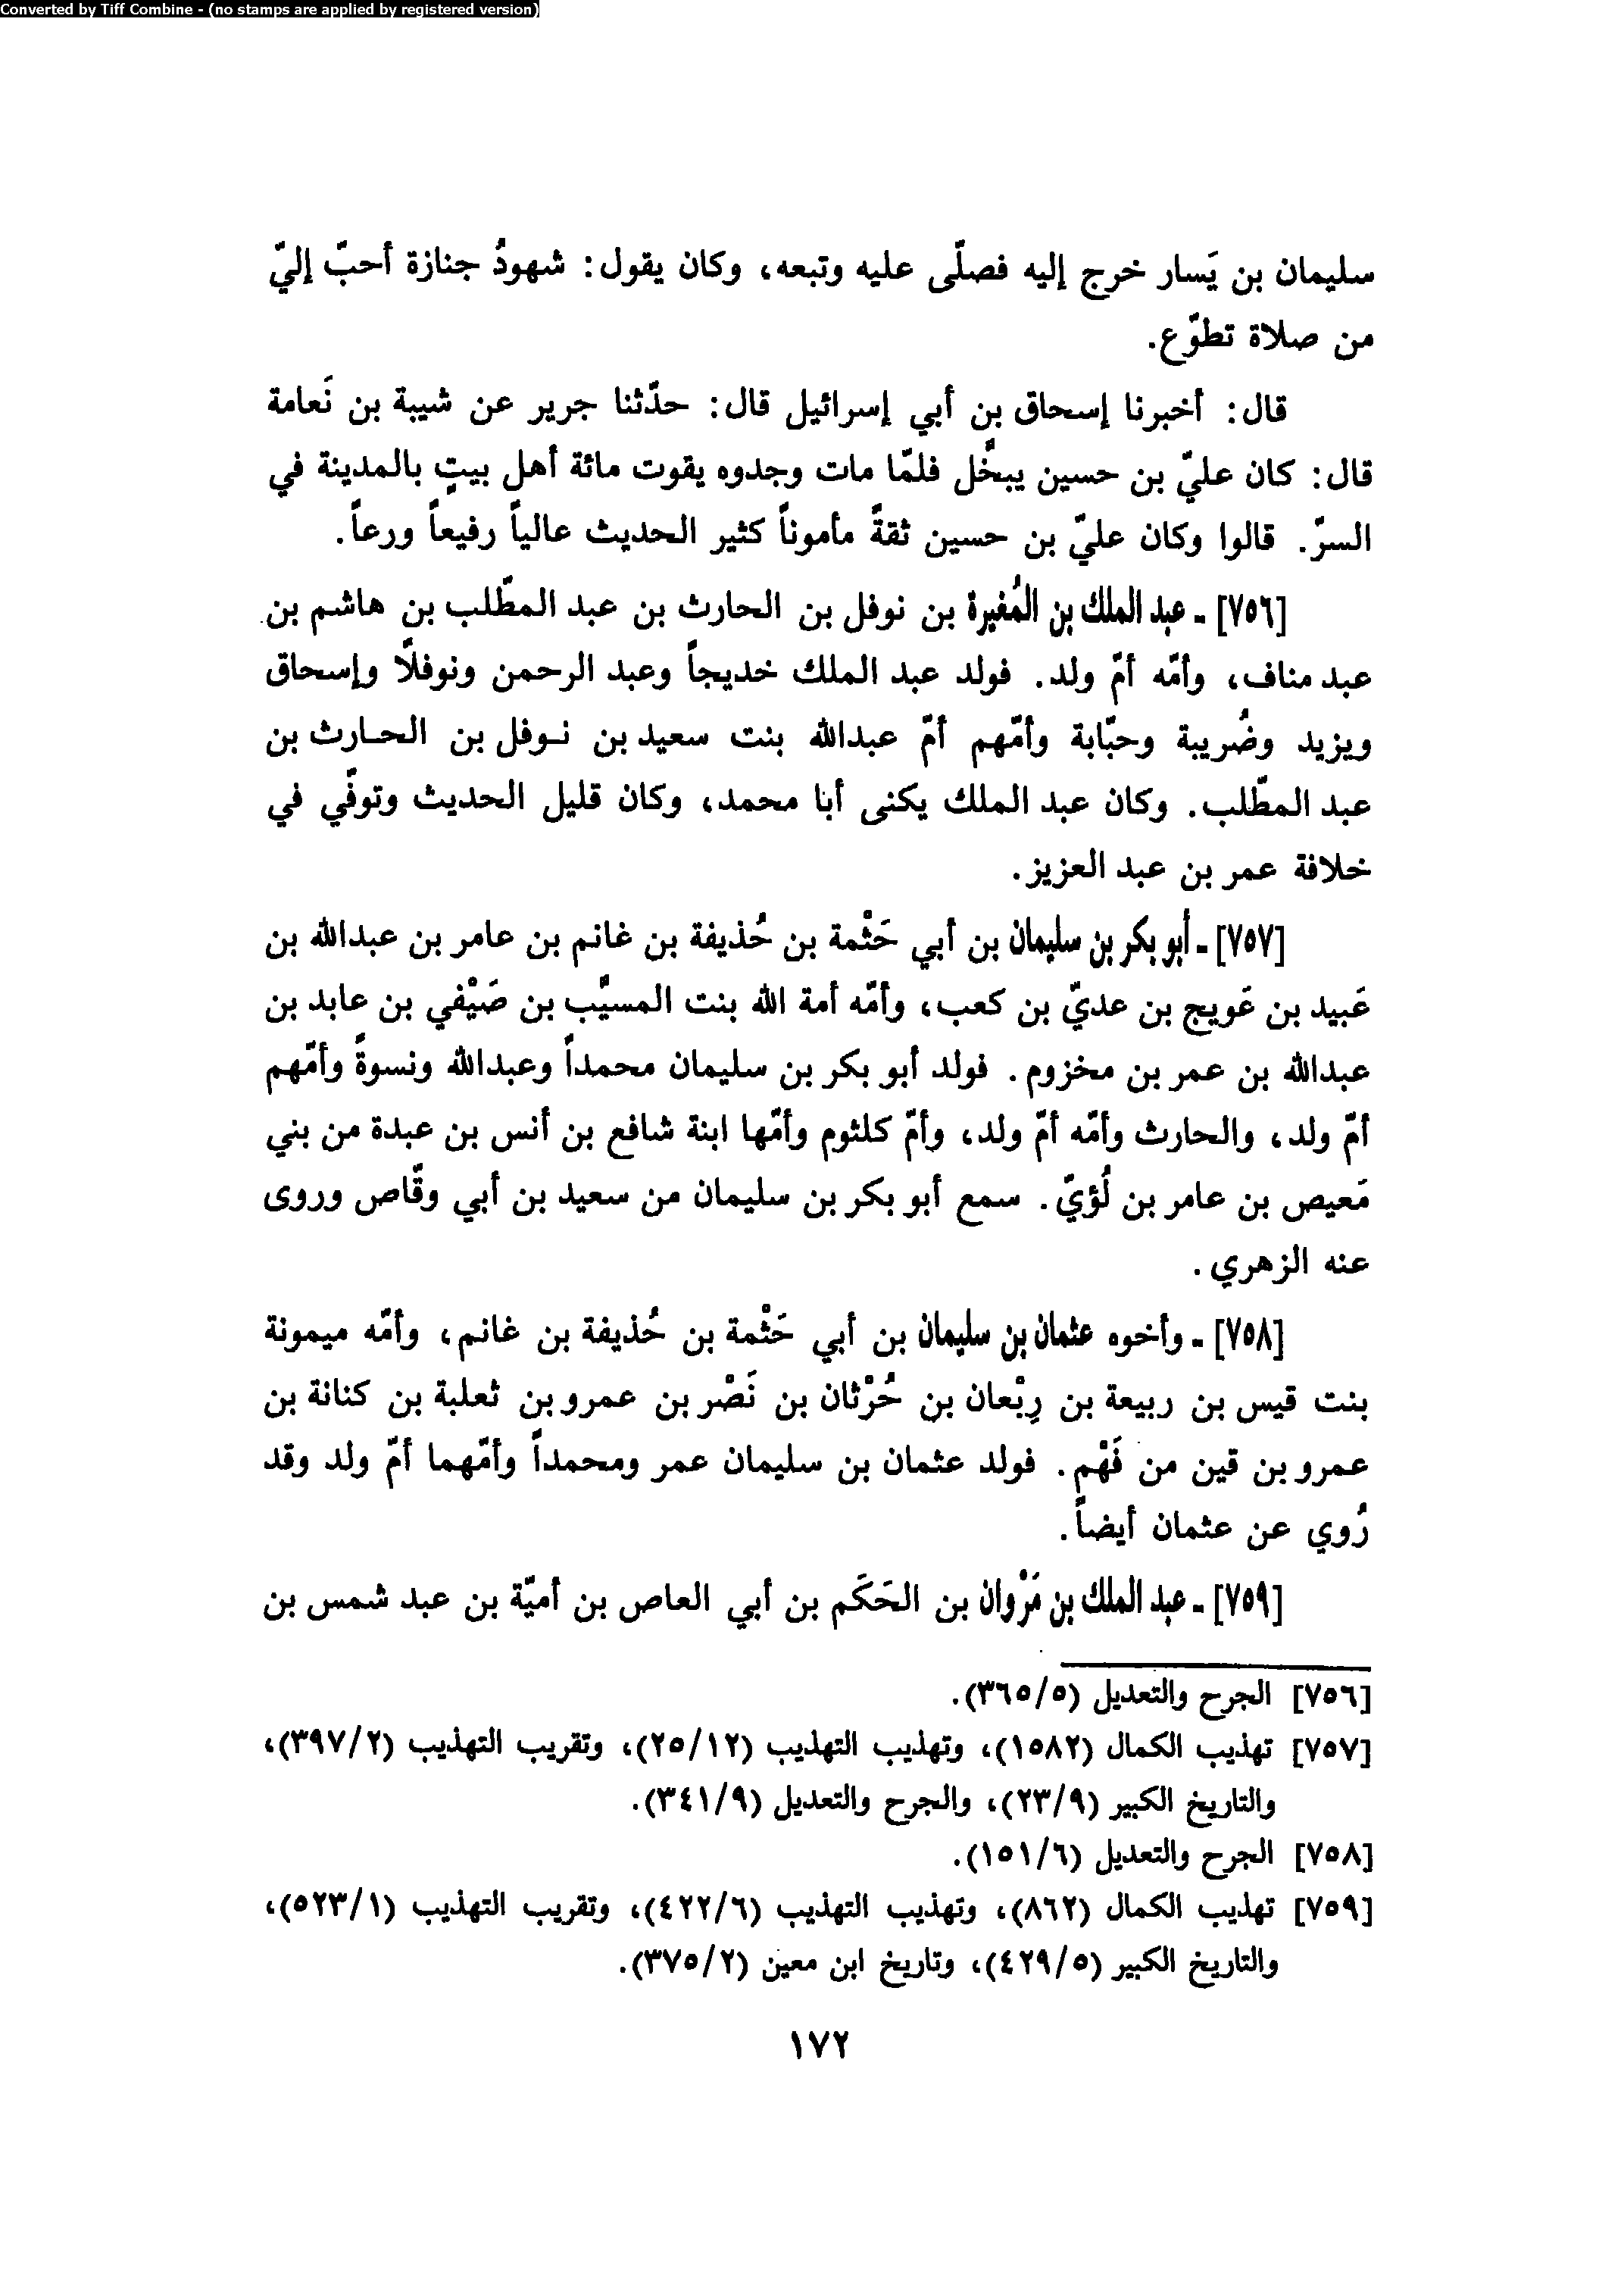 Converted by Tiff Combine - (no stamps are applied by registered version)
سليمان بن يَسار خرج إليه فصلّى عليه وتبعه، وكان يقول: شهودُ جنازة أحبّ إليّ
من صلاة تطوّع.
قال: أخبرنا إسحاق بن أبي إسرائيل قال: حدّثنا جرير عن شيبة بن نَعامة
قال: كان عليّ بن حسين يبخُّل فلمّا مات وجدوه يقوت مائة أهل بيتٍ بالمدينة في
السرّ. قالوا وكان عليّ بن حسين ثقةً مأموناً كثير الحديث عالياً رفيعاً ورعاً.
[٧٥٦] - عبد الملك بن المُغيرة بن نوفل بن الحارث بن عبد المطّلب بن هاشم بن
عبد مناف، وأمّه أمّ ولد. فولد عبد الملك خديجاً وعبد الرحمن ونوفلاً وإسحاق
ويزيد وضُريبة وحبّابة وأمّهم أمّ عبدالله بنت سعيد بن نـوفل بن الحـارث بن
عبد المطّلب. وكان عبد الملك يكنى أبا محمد، وكان قليل الحديث وتوفّي في
خلافة عمر بن عبد العزيز.
[٧٥٧] - أبو بكر بن سليمان بن أبي حَثْمة بن حُذيفة بن غانم بن عامر بن عبدالله بن
عَبيد بن عَويج بن عديّ بن كعب، وأمّه أمة الله بنت المسيَّب بن صَيْفي بن عابد بن
عبدالله بن عمر بن مخزوم. فولد أبو بكر بن سليمان محمداً وعبدالله ونسوةً وأمّهم
أمّ ولد، والحارث وأمّه أمّ ولد، وأمّ كلثوم وأمّها ابنة شافع بن أنس بن عبدة من بني
مَعيص بن عامر بن لُؤيّ. سمع أبو بكر بن سليمان من سعيد بن أبي وقّاص وروى
عنه الزهري.
[٧٥٨] - وأخوه عثمان بن سليمان بن أبي حَثْمة بن حُذيفة بن غانم، وأمّه ميمونة
بنت قيس بن ربيعة بن رِبْعان بن حُرْثان بن نَصْر بن عمرو بن ثعلبة بن كنانة بن
عمرو بن قين من فَهْم. فولد عثمان بن سليمان عمر ومحمداً وأمّهما أمّ ولد وقد
رُوي عن عثمان أيضاً.
[٧٥٩] - عبد الملك بن مَرْوان بن الحَكَم بن أبي العاص بن أميّة بن عبد شمس بن
[٧٥٦] الجرح والتعديل (٣٦٥/٥).
[٧٥٧] تهذيب الكمال (١٥٨٢)، وتهذيب التهذيب (٢٥/١٢)، وتقريب التهذيب (٣٩٧/٢)،
والتاريخ الكبير (٢٣/٩)، والجرح والتعديل (٣٤١/٩).
[٧٥٨] الجرح والتعديل (١٥١/٦).
[٧٥٩] تهذيب الكمال (٨٦٢)، وتهذيب التهذيب (٤٢٢/٦)، وتقريب التهذيب (٥٢٣/١)،
والتاريخ الكبير (٤٢٩/٥)، وتاريخ ابن معين (٣٧٥/٢).
١٧٢